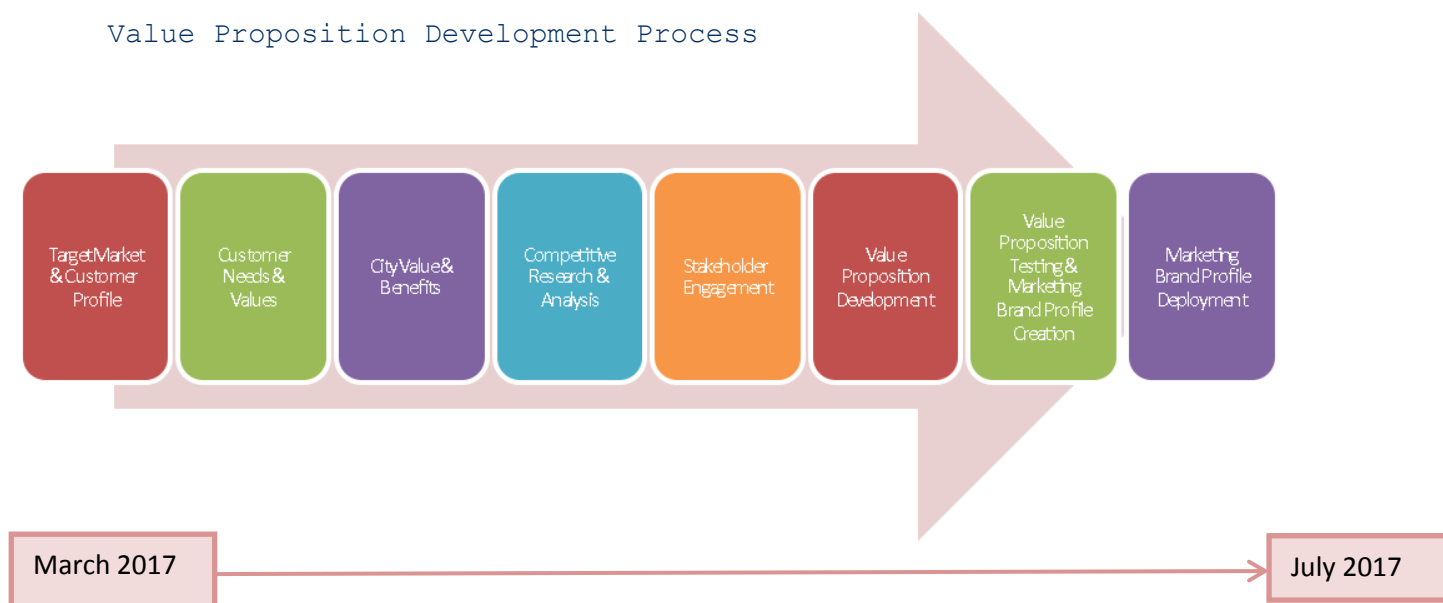 Value Proposition Development Process
Target Market
& Customer
Profile
Customer
Needs &
Values
City Value &
Benefits
Competitive
Research &
Analysis
Stakeholder
Engagement
Value
Proposition
Development
Value
Proposition
Testing &
Marketing
Brand Profile
Creation
Marketing
Brand Profile
Deployment
March 2017
July 2017